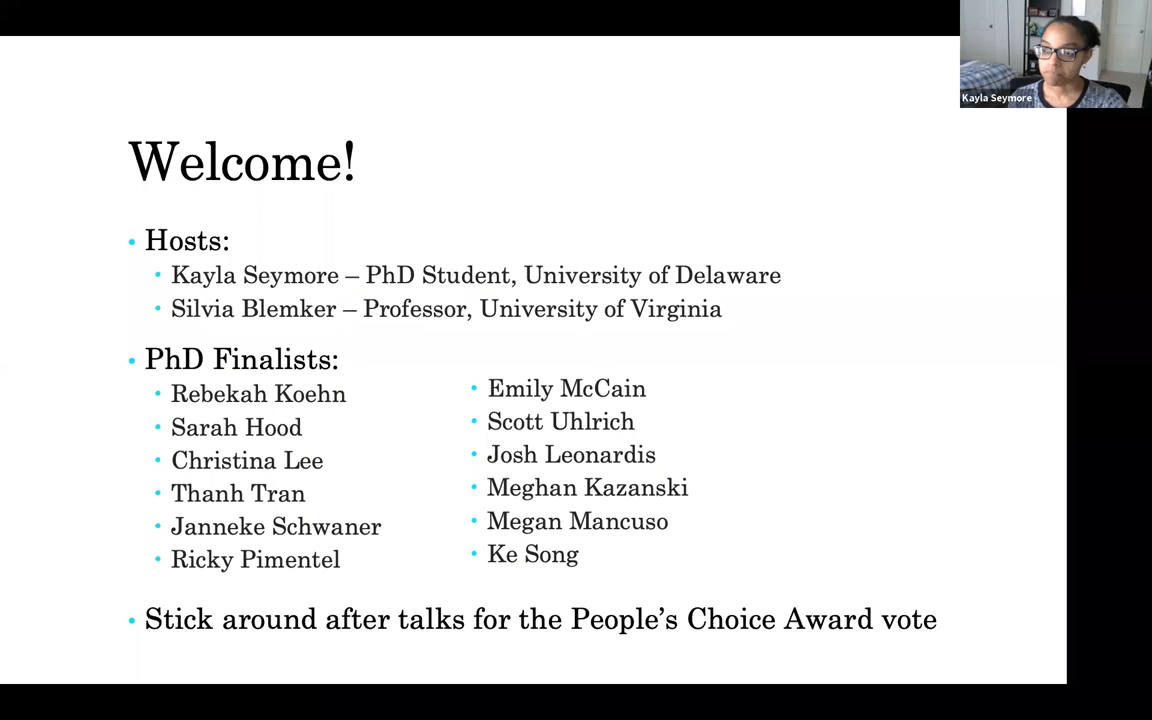 Kayla Seymore
Welcome!
• Hosts:
• Kayla Seymore – PhD Student, University of Delaware
• Silvia Blemker – Professor, University of Virginia
• PhD Finalists:
• Rebekah Koehn
• Sarah Hood
• Christina Lee
• Thanh Tran
• Janneke Schwaner
• Ricky Pimentel
• Emily McCain
• Scott Uhlrich
• Josh Leonardis
• Meghan Kazanski
• Megan Mancuso
• Ke Song
• Stick around after talks for the People’s Choice Award vote